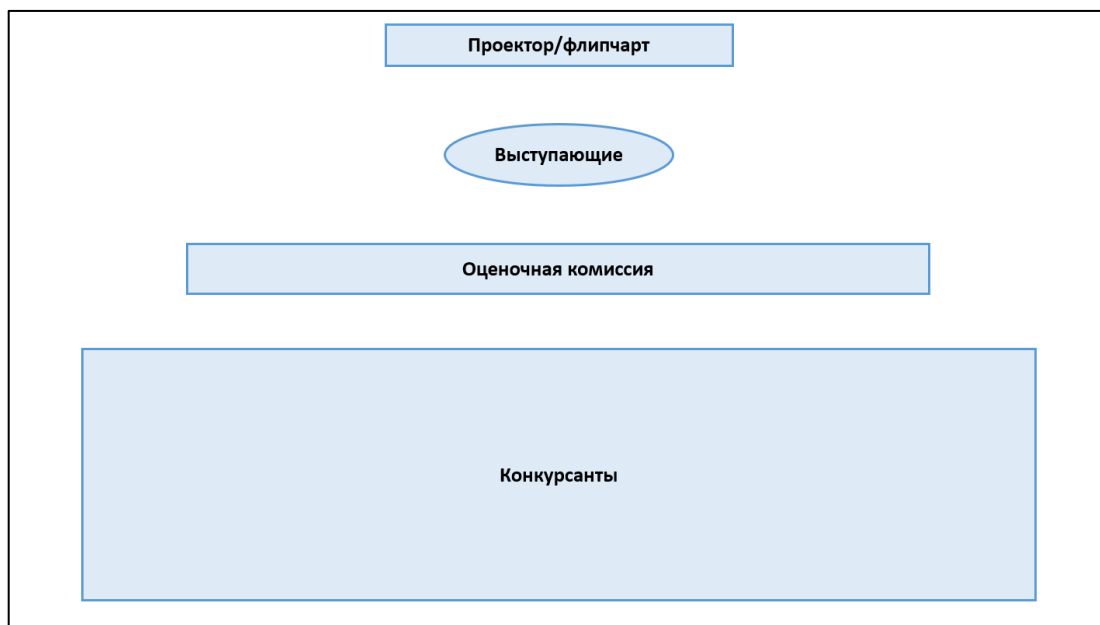 Проектор/флипчарт
Выступающие
Оценочная комиссия
Конкурсанты